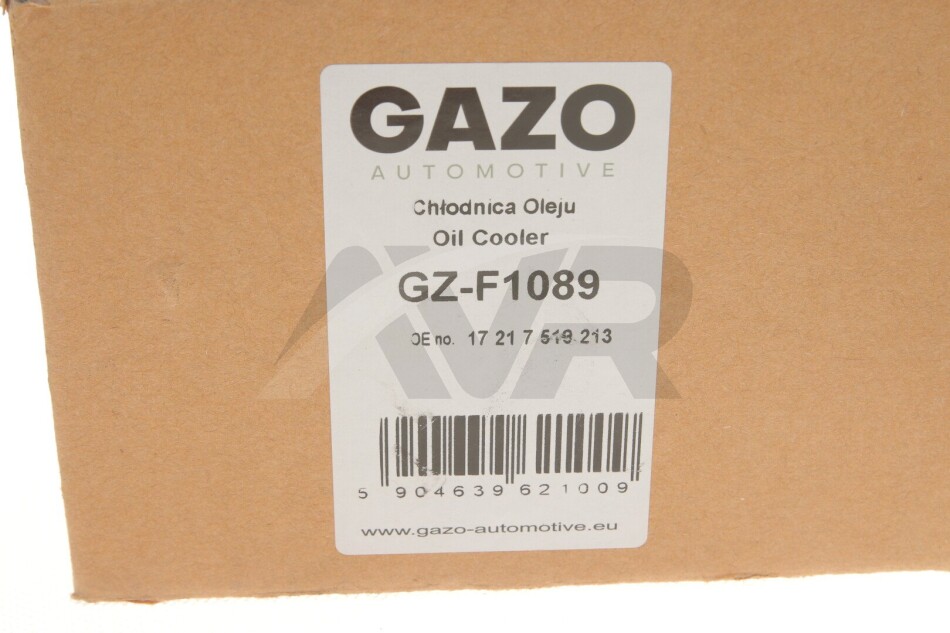 GAZO
AUTOMOTIVE
Chłodnica Oleju
Oil Cooler
GZ-F1089
OE no. 17 21 7 519 213
5 904639 621009
www.gazo-automotive.eu
AVR